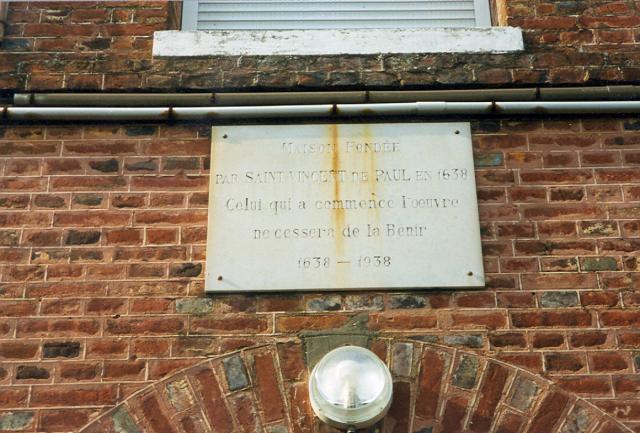 MAISON FONDÉE
PAR SAINT VINCENT DE PAUL EN 1638
Celui qui a commencé l'oeuvre
ne cessera de la Benir
1638 — 1938